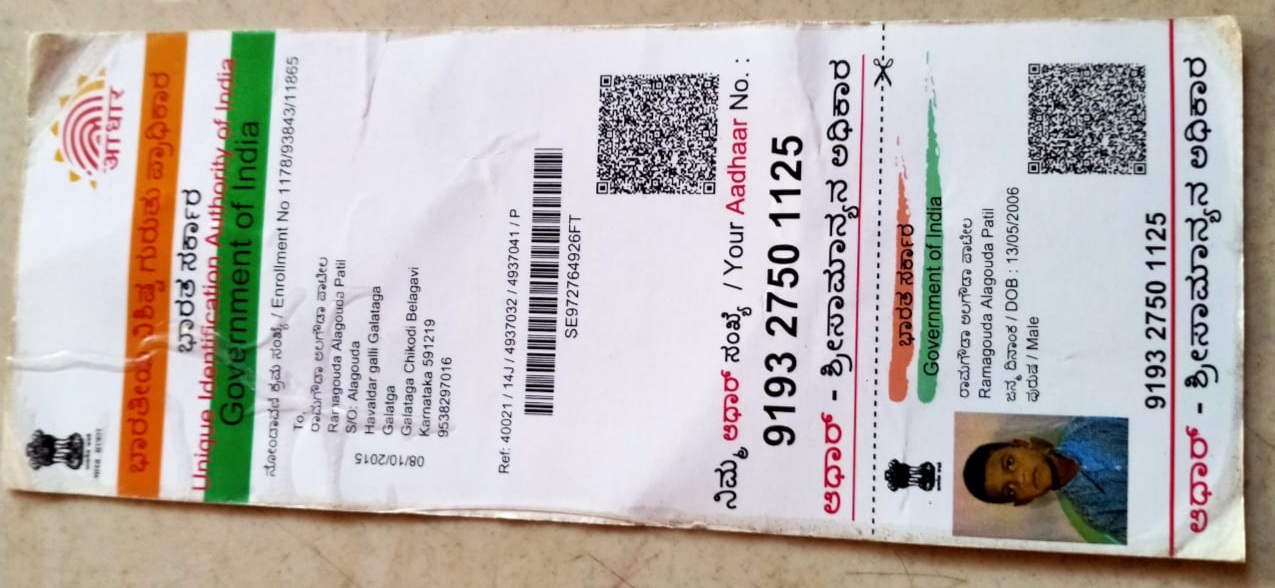 आधार
ಭಾರತೀಯ ವಿಶಿಷ್ಟ ಗುರುತು ಪ್ರಾಧಿಕಾರ
ಭಾರತ ಸರ್ಕಾರ
Unique Identification Authority of India
Government of India
ನೋಂದಾವಣೆ ಕ್ರಮ ಸಂಖ್ಯೆ / Enrollment No 1178/93843/11865
To,
ರಾಮಗೌಡಾ ಅಲಗೌಡಾ ಪಾಟೀಲ
Ramagouda Alagouda Patil
S/O: Alagouda
Havaldar galli Galataga
Galatga
Galataga Chikodi Belagavi
Karnataka 591219
9538297016
08/10/2015
Ref: 40021 / 14J / 4937032 / 4937041 / P
SE972764926FT
ನಿಮ್ಮ ಆಧಾರ್ ಸಂಖ್ಯೆ / Your Aadhaar No. :
9193 2750 1125
ಆಧಾರ್ - ಶ್ರೀಸಾಮಾನ್ಯನ ಅಧಿಕಾರ
ಭಾರತ ಸರ್ಕಾರ
Government of India
ರಾಮಗೌಡಾ ಅಲಗೌಡಾ ಪಾಟೀಲ
Ramagouda Alagouda Patil
ಜನ್ಮ ದಿನಾಂಕ / DOB : 13/05/2006
ಪುರುಷ / Male
9193 2750 1125
ಆಧಾರ್ - ಶ್ರೀಸಾಮಾನ್ಯನ ಅಧಿಕಾರ